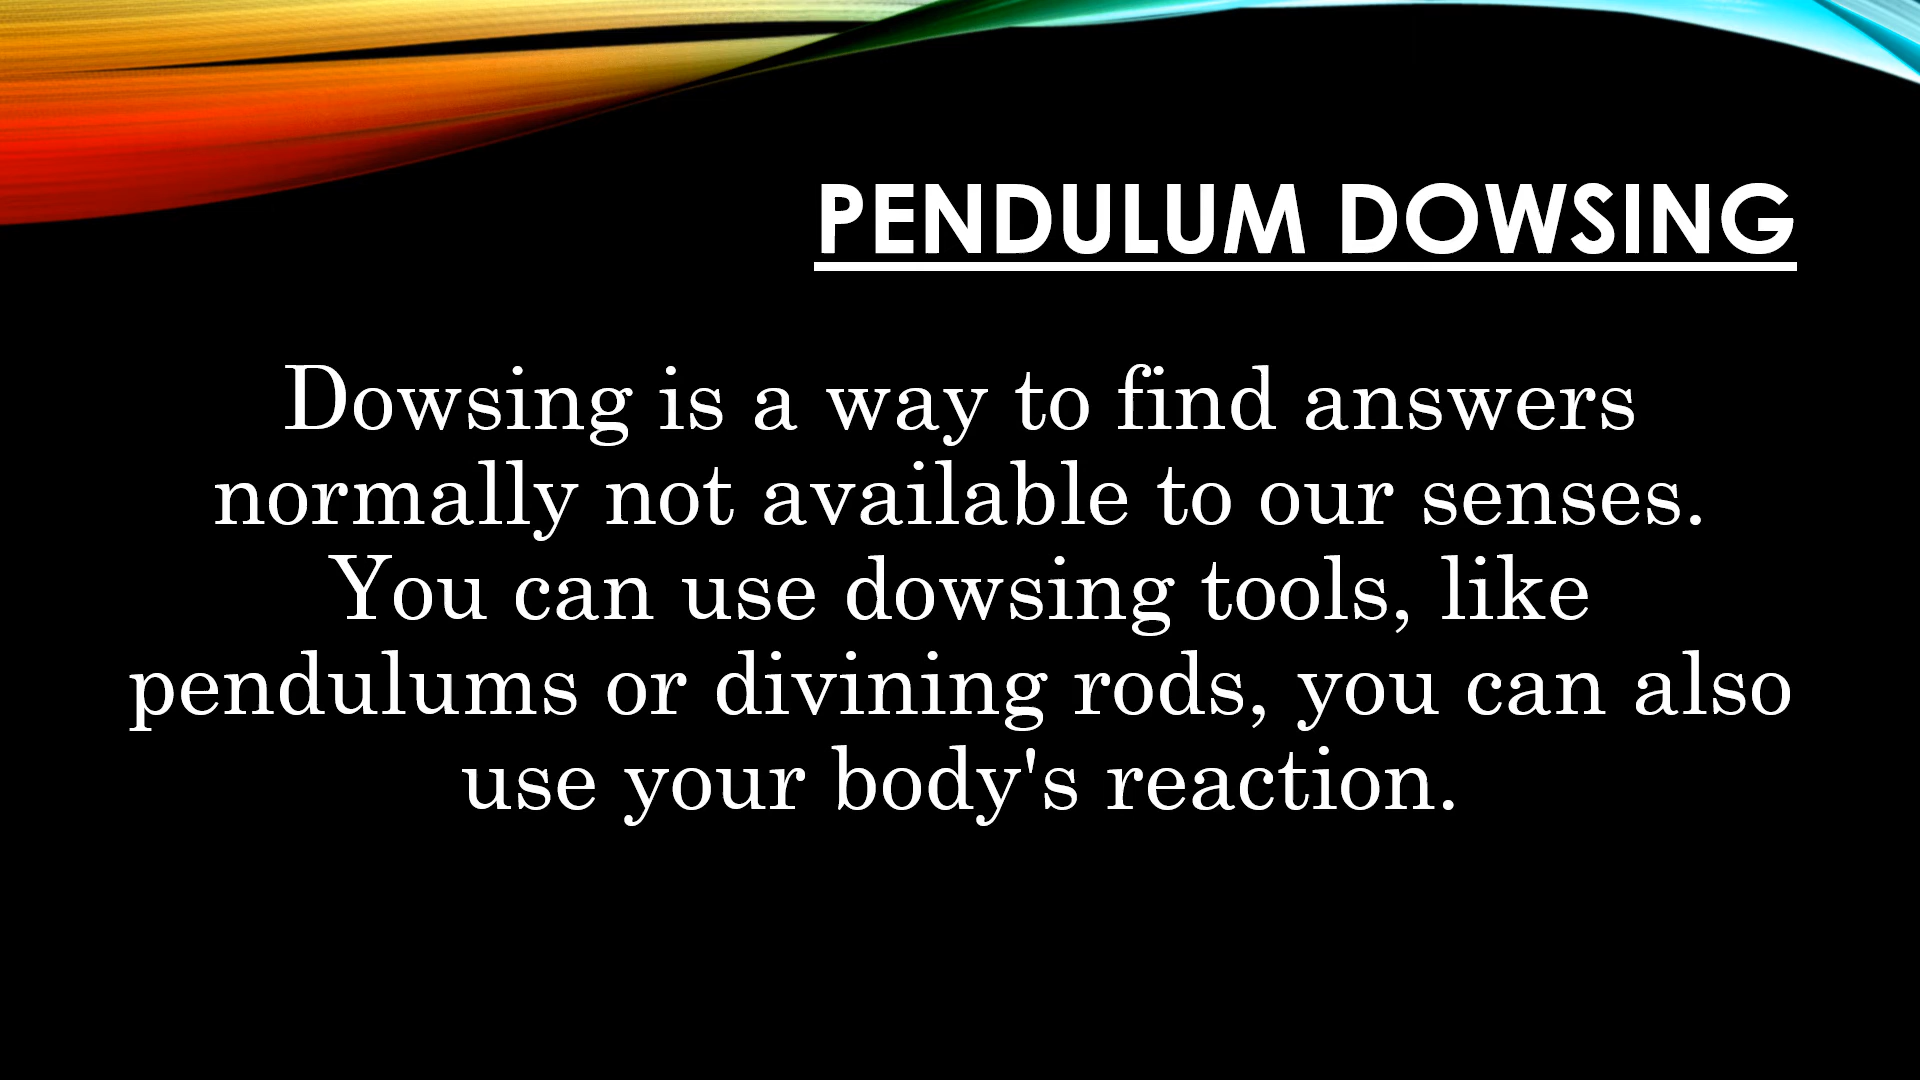 PENDULUM DOWSING
Dowsing is a way to find answers
normally not available to our senses.
You can use dowsing tools, like
pendulums or divining rods, you can also
use your body's reaction.